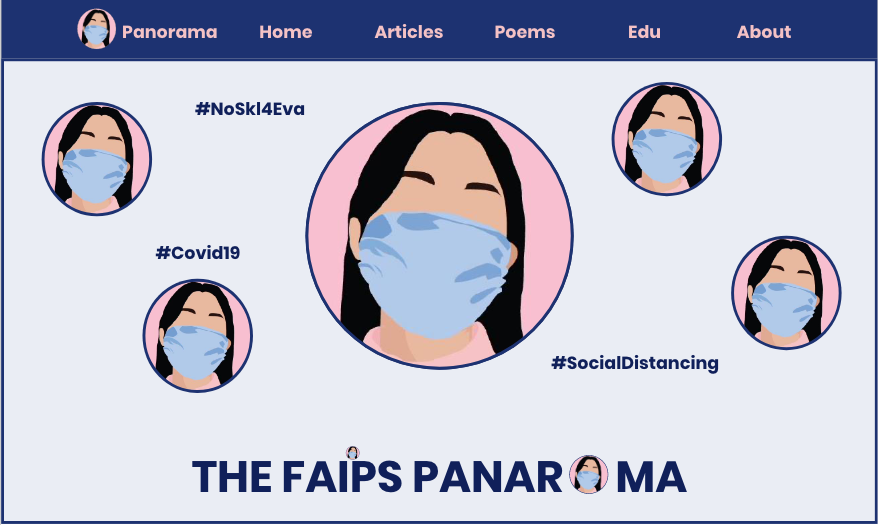 Panorama Home Articles Poems Edu About
#NoSkl4Eva
#Covid19
#SocialDistancing
THE FAIPS PANAR MA